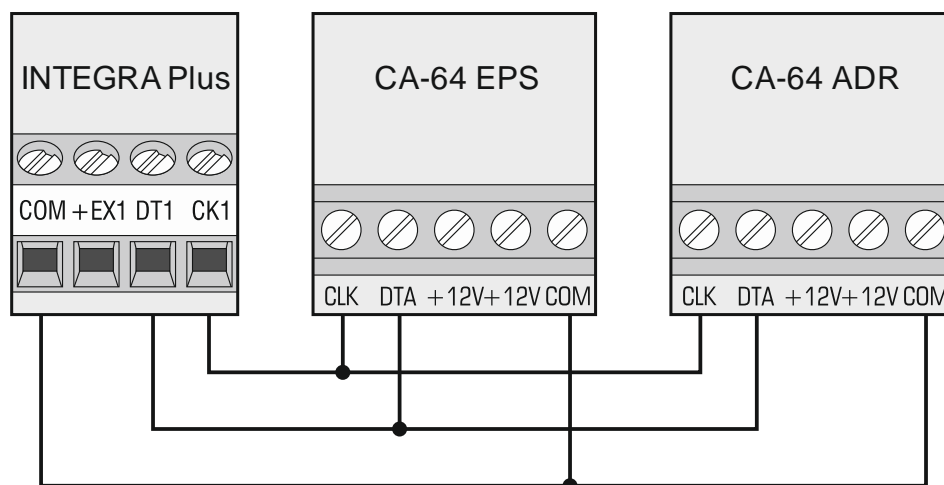 INTEGRA Plus
CA-64 EPS
CA-64 ADR
COM +EX1 DT1 CK1
CLK DTA +12V +12V COM
CLK DTA +12V +12V COM